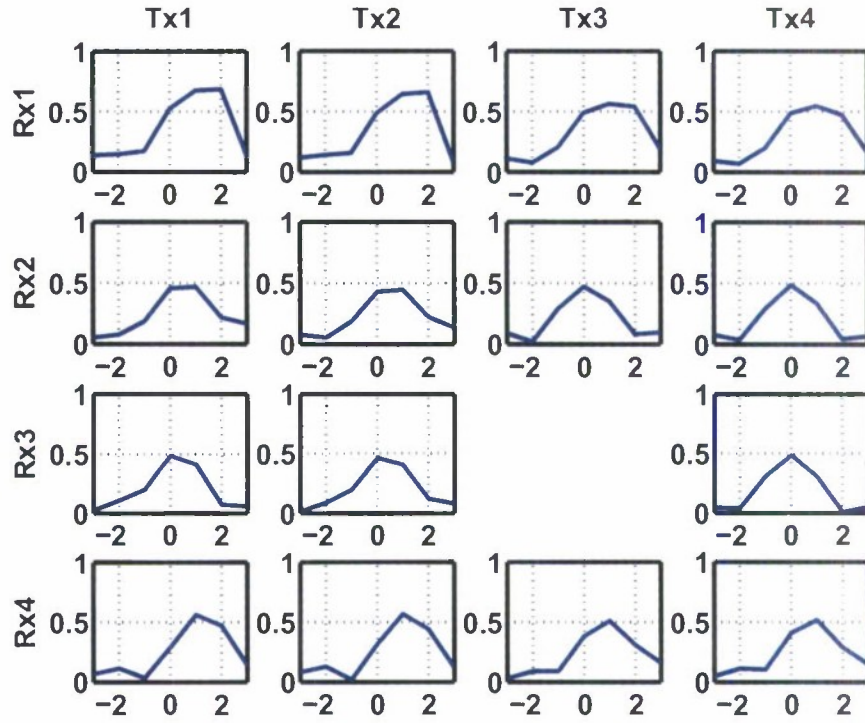 Tx1 Tx2 Tx3 Tx4
Rx1
1 1 1 1
0.5 0.5 0.5 0.5
0 0 0 0
−2 0 2 −2 0 2 −2 0 2 −2 0 2
Rx2
1 1 1 1
0.5 0.5 0.5 0.5
0 0 0 0
−2 0 2 −2 0 2 −2 0 2 −2 0 2
Rx3
1 1 1
0.5 0.5 0.5
0 0 0
−2 0 2 −2 0 2 −2 0 2
Rx4
1 1 1 1
0.5 0.5 0.5 0.5
0 0 0 0
−2 0 2 −2 0 2 −2 0 2 −2 0 2